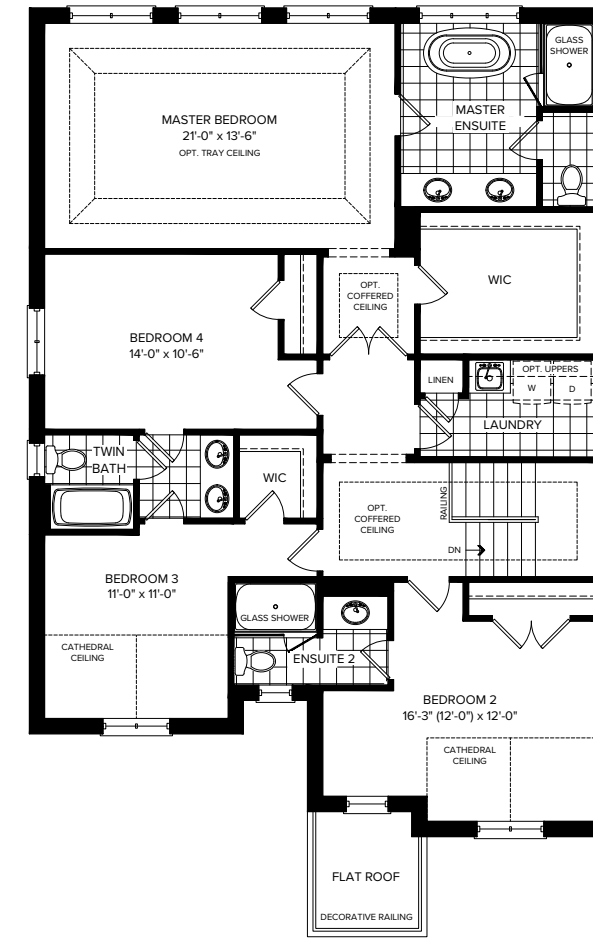 GLASS
SHOWER
MASTER BEDROOM
21'-0" x 13'-6"
OPT. TRAY CEILING
MASTER
ENSUITE
OPT.
COFFERED
CEILING
WIC
BEDROOM 4
14'-0" x 10'-6"
LINEN
OPT. UPPERS
W
D
LAUNDRY
TWIN
BATH
WIC
OPT.
COFFERED
CEILING
RAILING
DN
BEDROOM 3
11'-0" x 11'-0"
GLASS SHOWER
CATHEDRAL
CEILING
ENSUITE 2
BEDROOM 2
16'-3" (12'-0") x 12'-0"
CATHEDRAL
CEILING
FLAT ROOF
DECORATIVE RAILING